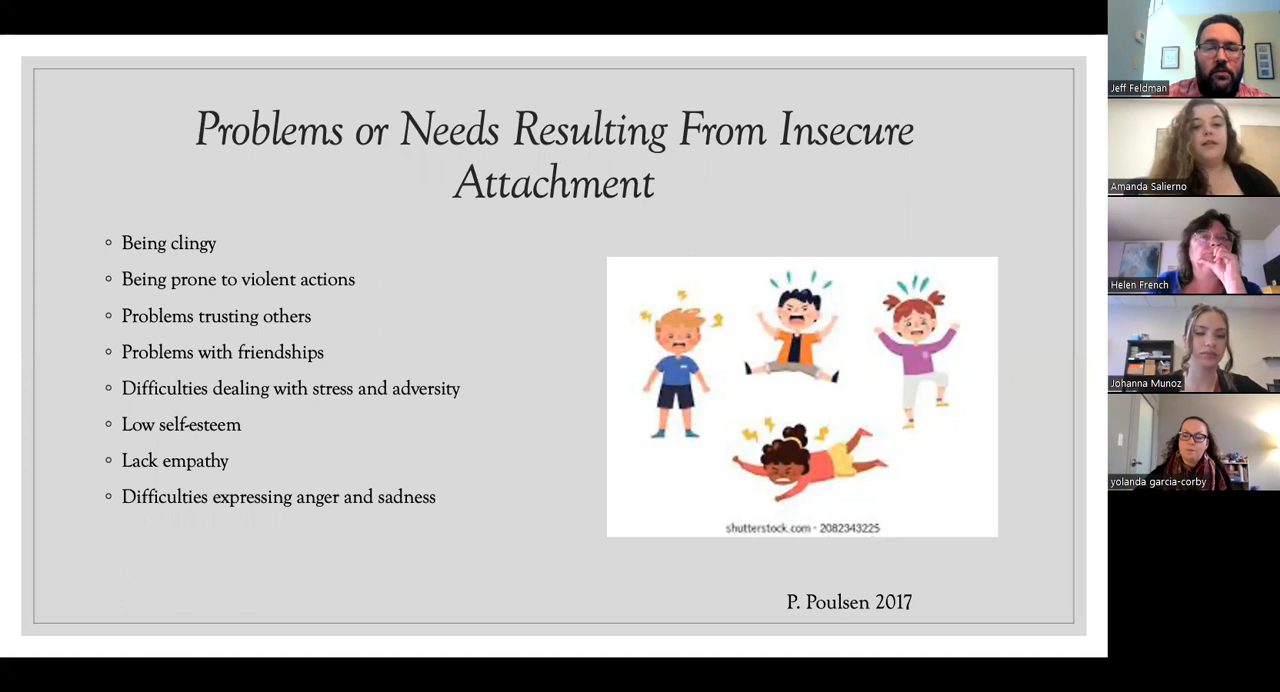 Problems or Needs Resulting From Insecure
Attachment
Being clingy
Being prone to violent actions
Problems trusting others
Problems with friendships
Difficulties dealing with stress and adversity
Low self-esteem
Lack empathy
Difficulties expressing anger and sadness
shutterstock.com · 2082343225
P. Poulsen 2017
Jeff Feldman
Amanda Salierno
Helen French
Johanna Munoz
yolanda garcia-corby